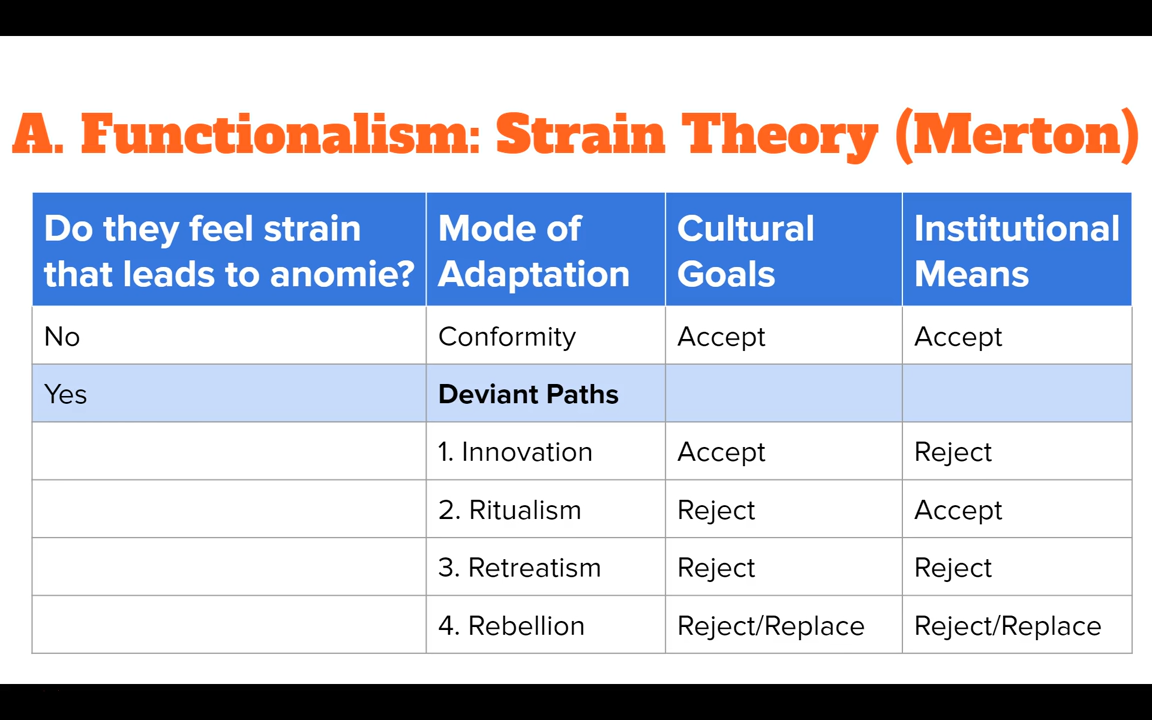 A. Functionalism: Strain Theory (Merton)
Do they feel strain that leads to anomie? Mode of Adaptation Cultural Goals Institutional Means
No Conformity Accept Accept
Yes Deviant Paths
1. Innovation Accept Reject
2. Ritualism Reject Accept
3. Retreatism Reject Reject
4. Rebellion Reject/Replace Reject/Replace